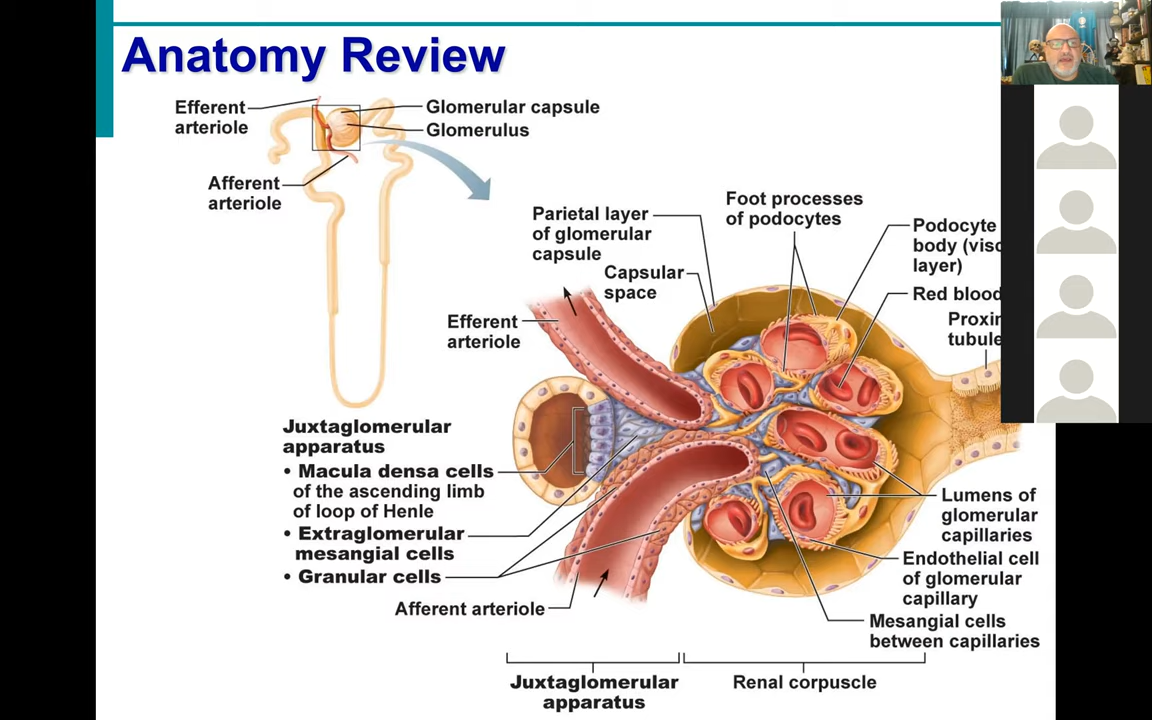 Anatomy Review
Efferent
arteriole
Glomerular capsule
Glomerulus
Afferent
arteriole
Parietal layer
of glomerular
capsule
Foot processes
of podocytes
Podocyte
body
layer)
Capsular
space
Red blood
Efferent
arteriole
Juxtaglomerular
apparatus
• Macula densa cells
of the ascending limb
of loop of Henle
• Extraglomerular
mesangial cells
• Granular cells
Afferent arteriole
Lumens of
glomerular
capillaries
Endothelial cell
of glomerular
capillary
Mesangial cells
between capillaries
Juxtaglomerular
apparatus
Renal corpuscle